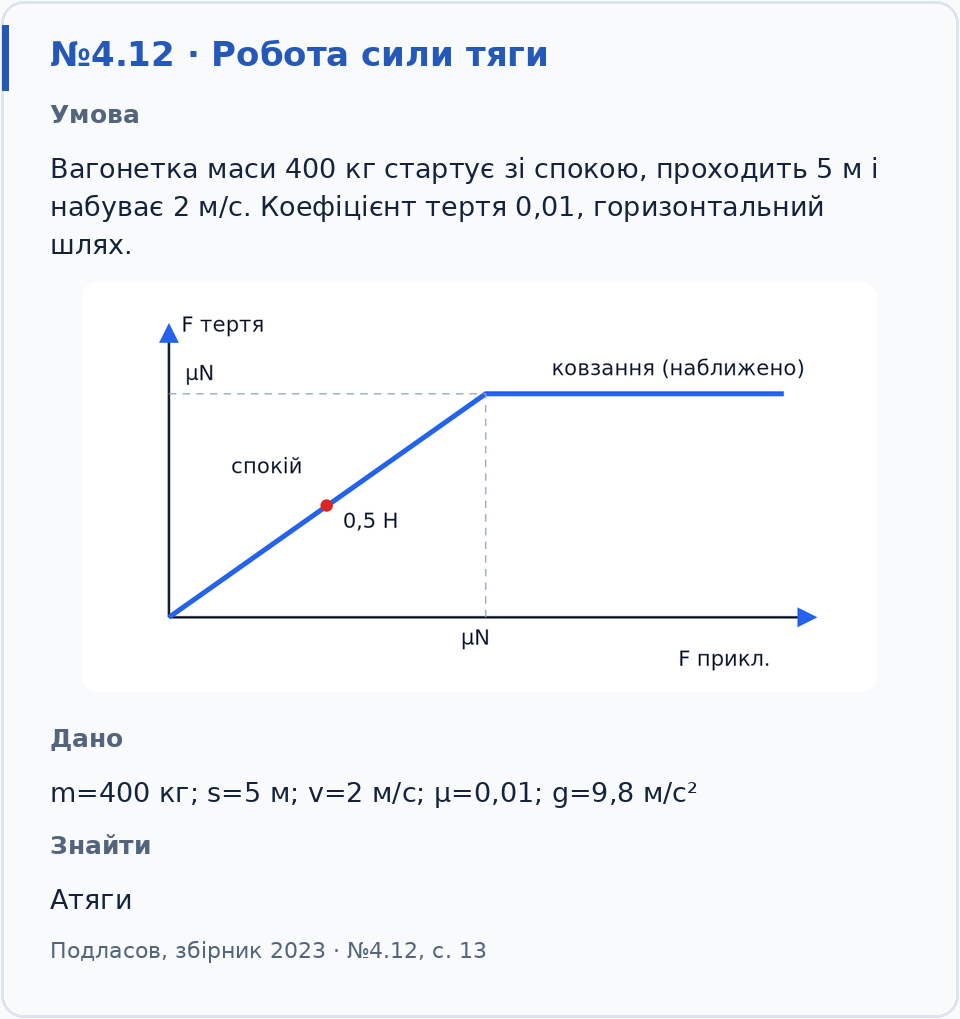 №4.12 · Робота сили тяги
Умова
Вагонетка маси 400 кг стартує зі спокою, проходить 5 м і
набуває 2 м/с. Коефіцієнт тертя 0,01, горизонтальний
шлях.
F тертя
μN
ковзання (наближено)
спокій
0,5 Н
μN
F прикл.
Дано
m=400 кг; s=5 м; v=2 м/с; μ=0,01; g=9,8 м/с²
Знайти
Aтяги
Подласов, збірник 2023 · №4.12, с. 13